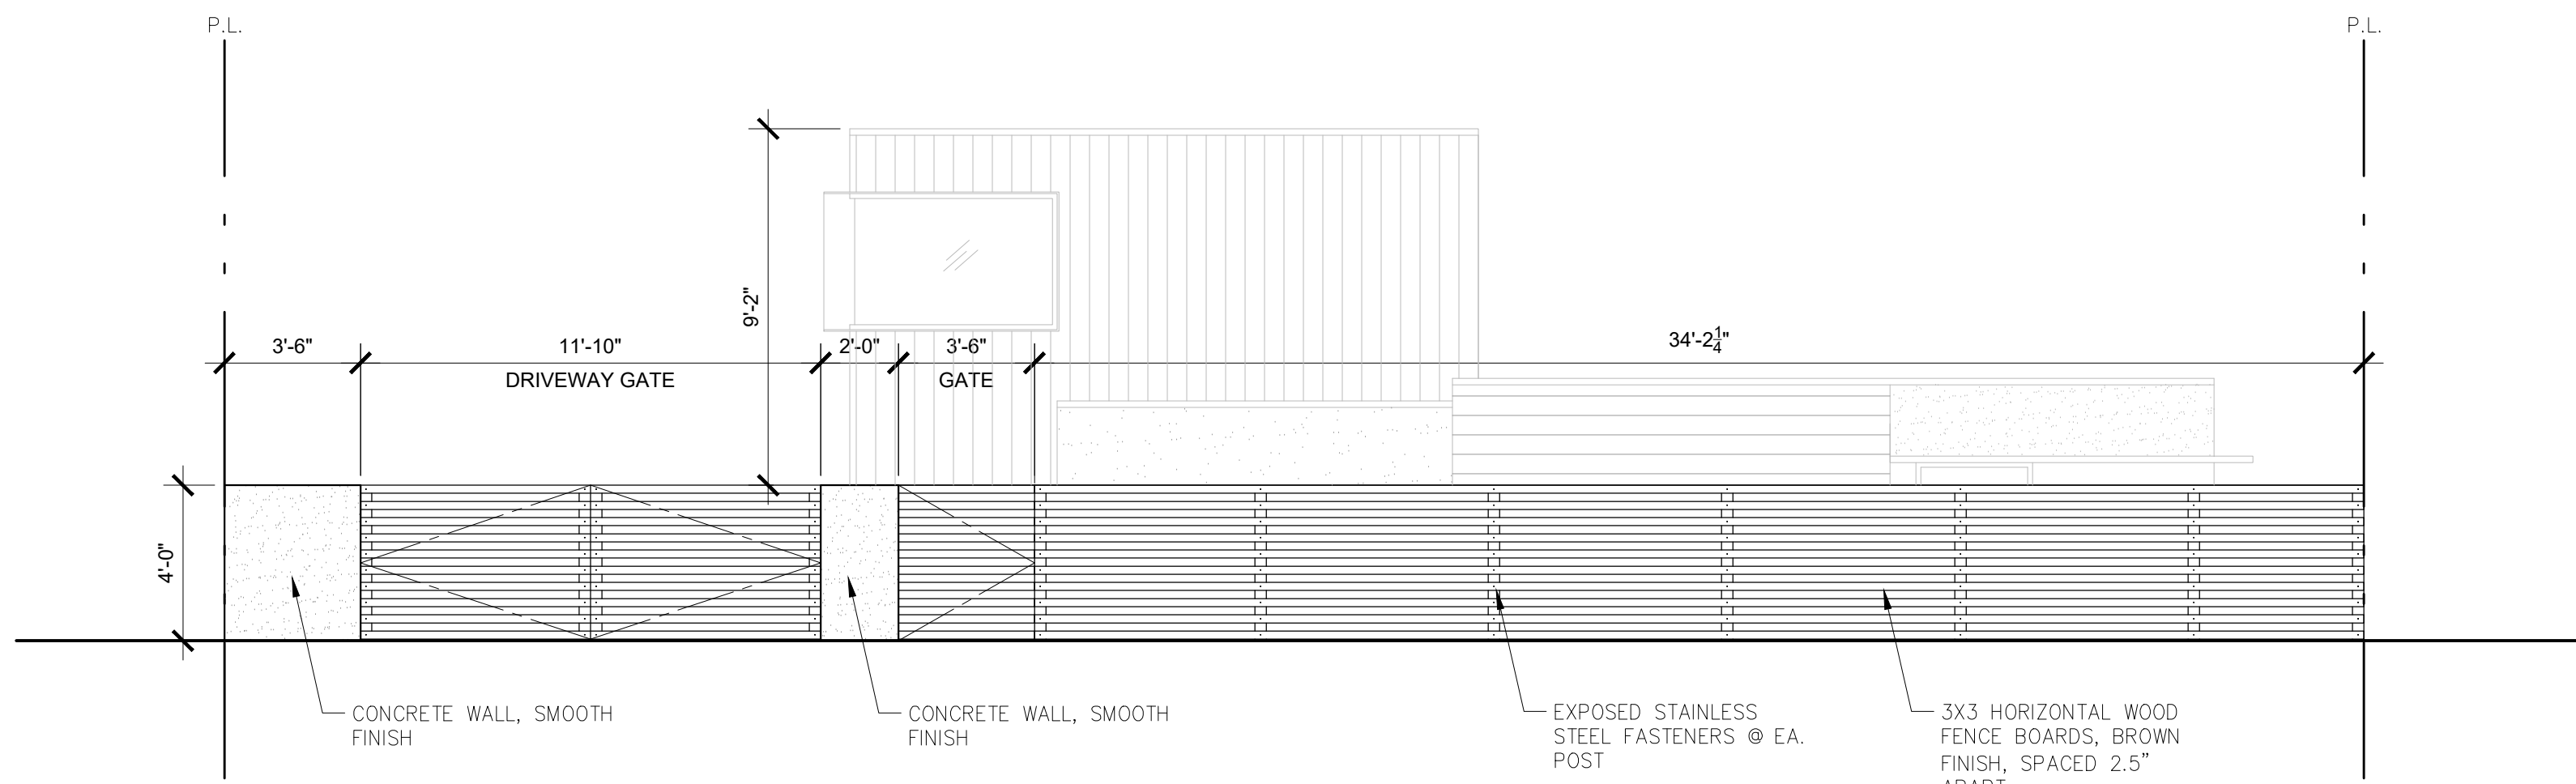 P.L.
P.L.
9'-2"
3'-6"
11'-10"
2'-0"
3'-6"
34'-2¼"
DRIVEWAY GATE
GATE
4'-0"
CONCRETE WALL, SMOOTH
FINISH
CONCRETE WALL, SMOOTH
FINISH
EXPOSED STAINLESS
STEEL FASTENERS @ EA.
POST
3X3 HORIZONTAL WOOD
FENCE BOARDS, BROWN
FINISH, SPACED 2.5”